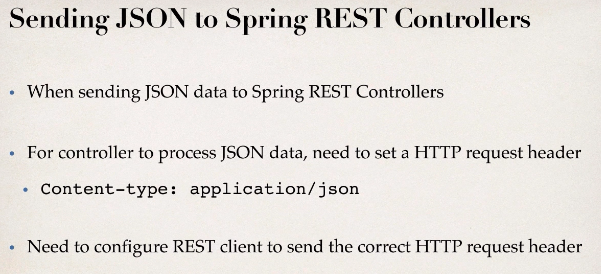 Sending JSON to Spring REST Controllers
• When sending JSON data to Spring REST Controllers
• For controller to process JSON data, need to set a HTTP request header
• Content-type: application/json
• Need to configure REST client to send the correct HTTP request header